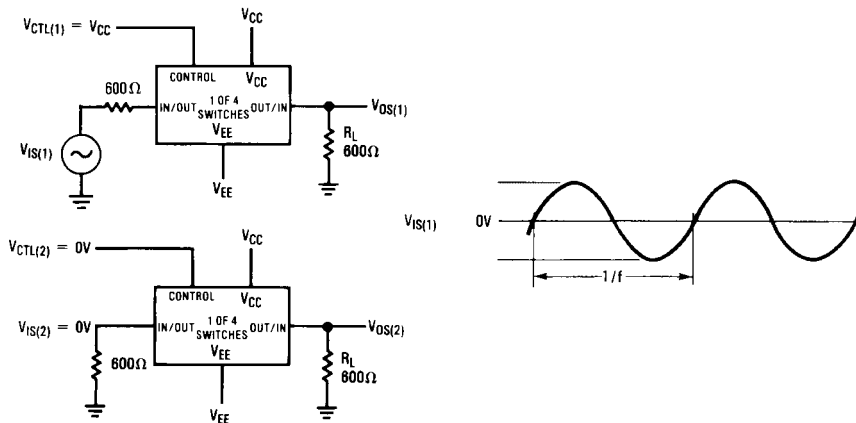 V_CTL(1) = V_CC
V_CC
600Ω
CONTROL
V_CC
IN/OUT
1 OF 4
SWITCHES
OUT/IN
V_EE
V_OS(1)
V_IS(1)
R_L
600Ω
V_EE
V_CTL(2) = 0V
V_CC
CONTROL
V_CC
V_IS(2) = 0V
IN/OUT
1 OF 4
SWITCHES
OUT/IN
V_EE
V_OS(2)
600Ω
R_L
600Ω
V_EE
V_IS(1)
0V
1/f